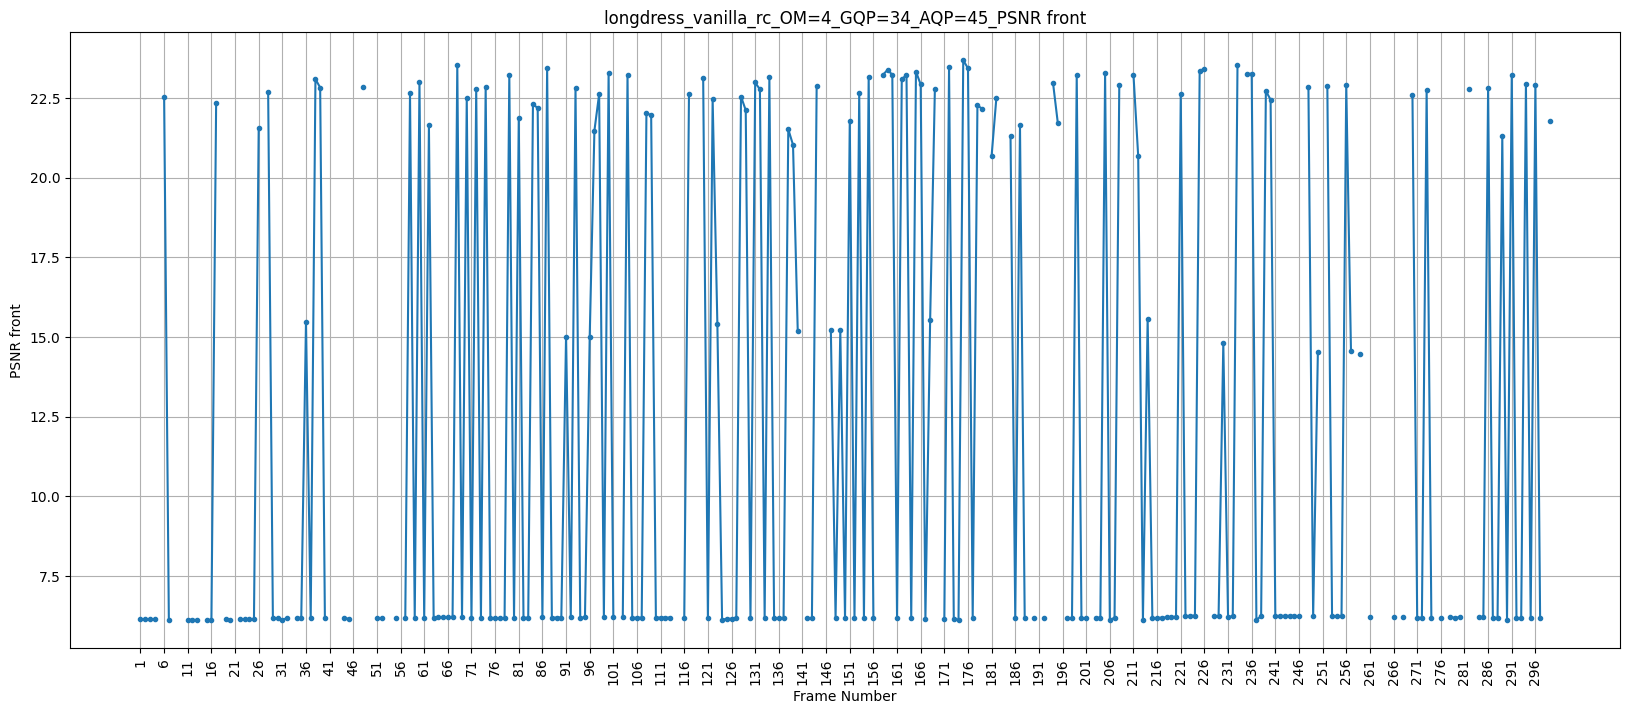 longdress_vanilla_rc_OM=4_GQP=34_AQP=45_PSNR front
PSNR front
22.5
20.0
17.5
15.0
12.5
10.0
7.5
1 6 11 16 21 26 31 36 41 46 51 56 61 66 71 76 81 86 91 96 101 106 111 116 121 126 131 136 141 146 151 156 161 166 171 176 181 186 191 196 201 206 211 216 221 226 231 236 241 246 251 256 261 266 271 276 281 286 291 296
Frame Number